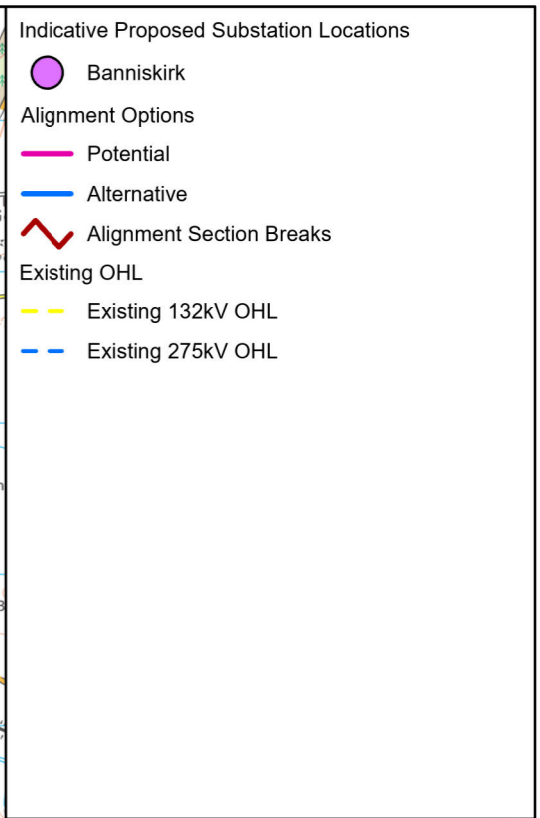 Indicative Proposed Substation Locations
Banniskirk
Alignment Options
Potential
Alternative
Alignment Section Breaks
Existing OHL
Existing 132kV OHL
Existing 275kV OHL